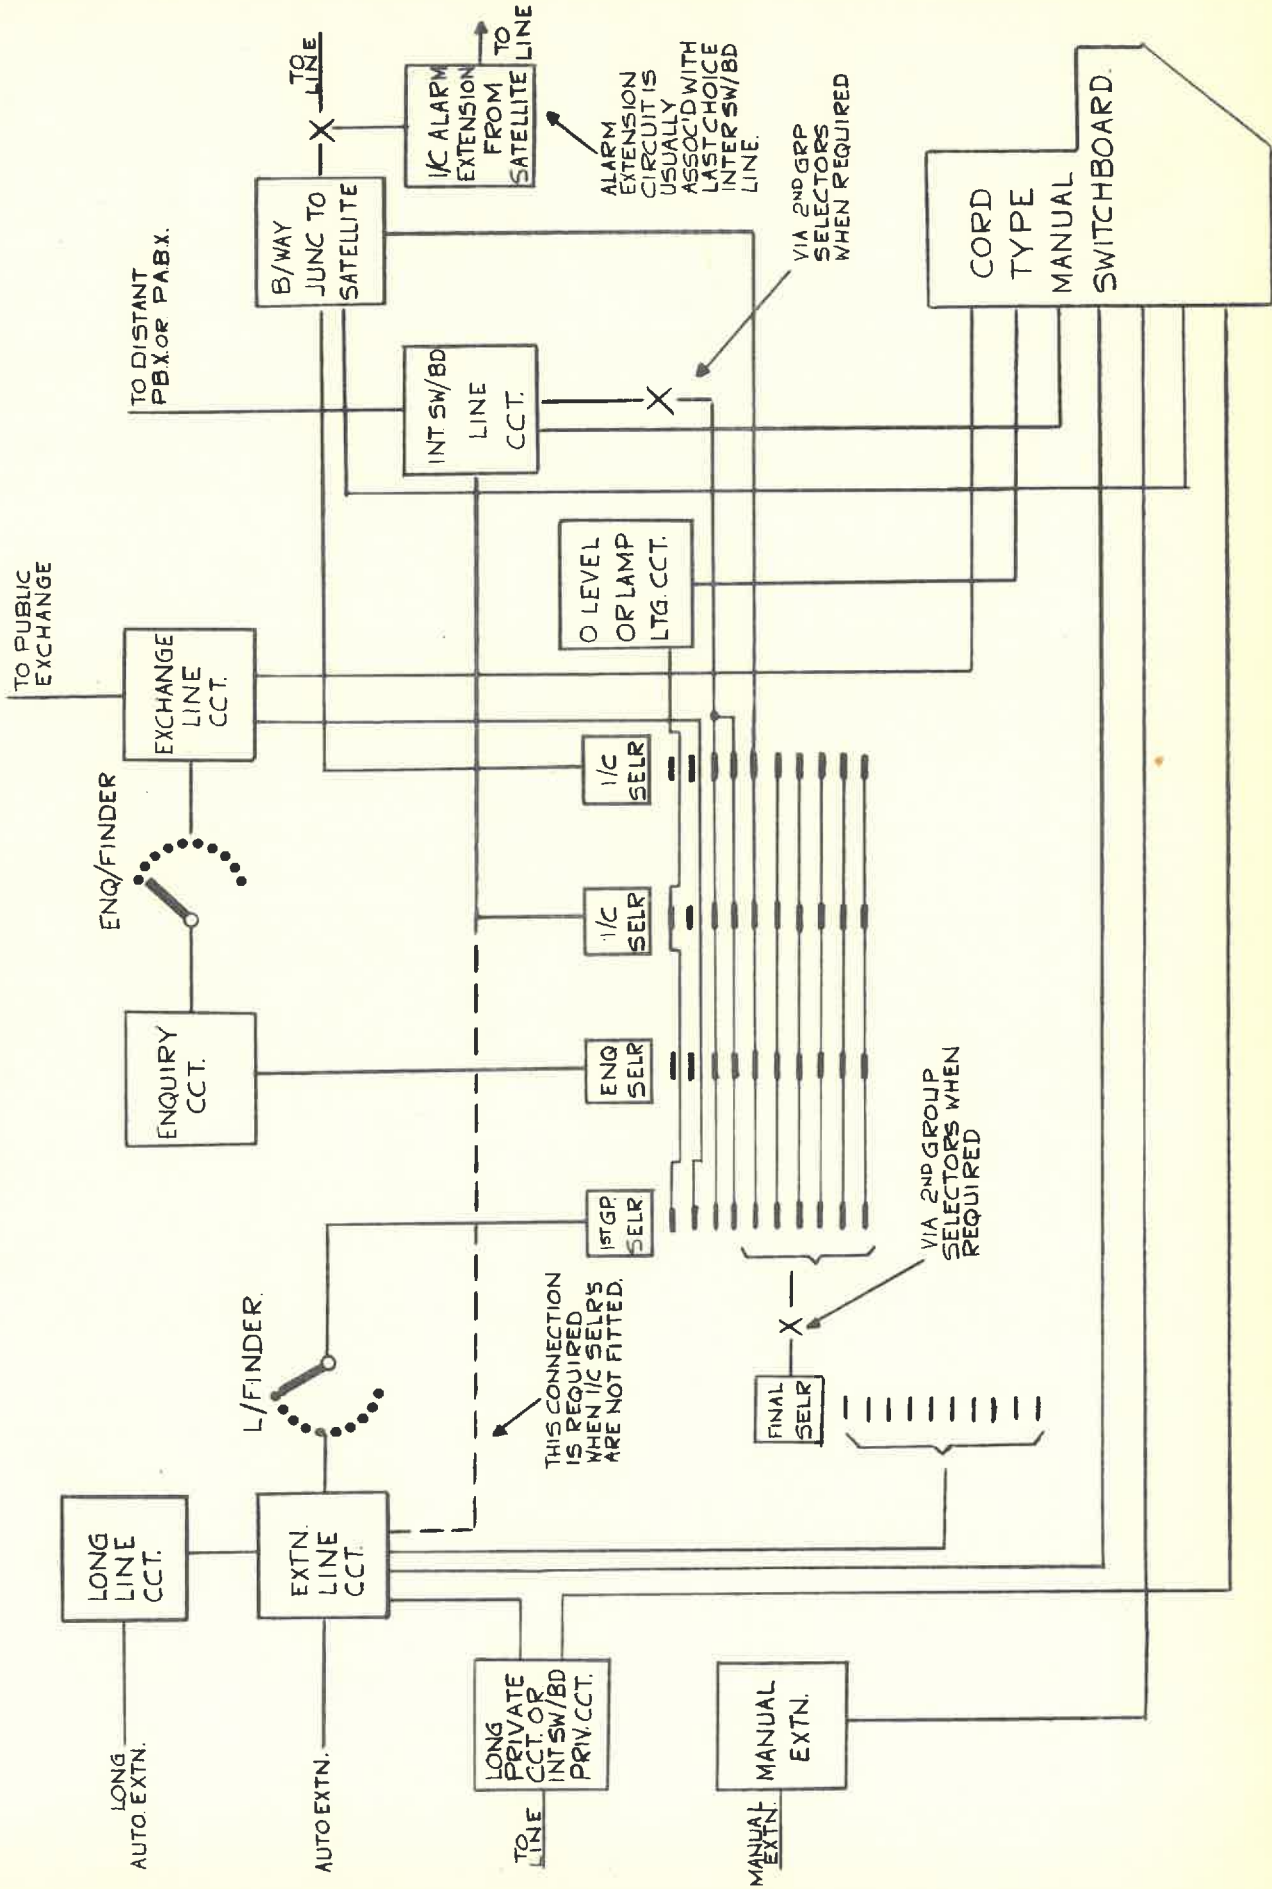 LONG
AUTO. EXTN.
LONG
LINE
CCT.
AUTO EXTN.
EXTN.
LINE
CCT.
L/FINDER.
ENQUIRY
CCT.
ENQ/FINDER
TO PUBLIC
EXCHANGE
EXCHANGE
LINE
CCT.
TO DISTANT
P.B.X. OR P.A.B.X.
B/WAY
JUNC TO
SATELLITE
TO
LINE
I/C ALARM
EXTENSION
FROM
SATELLITE
TO
LINE
ALARM
EXTENSION
CIRCUIT IS
USUALLY
ASSOC'D WITH
LAST CHOICE
INTER SW/BD
LINE.
INT. SW/BD
LINE
CCT.
VIA 2ND GRP
SELECTORS
WHEN REQUIRED
TO
LINE
LONG
PRIVATE
CCT. OR
INT SW/BD
PRIV. CCT.
THIS CONNECTION
IS REQUIRED
WHEN I/C SELR'S
ARE NOT FITTED.
1ST GP.
SELR.
ENQ
SELR
I/C
SELR
I/C
SELR
O LEVEL
OR LAMP
LTG. CCT.
MANUAL
EXTN.
MANUAL
EXTN.
FINAL
SELR
VIA 2ND GROUP
SELECTORS WHEN
REQUIRED
CORD
TYPE
MANUAL
SWITCHBOARD.